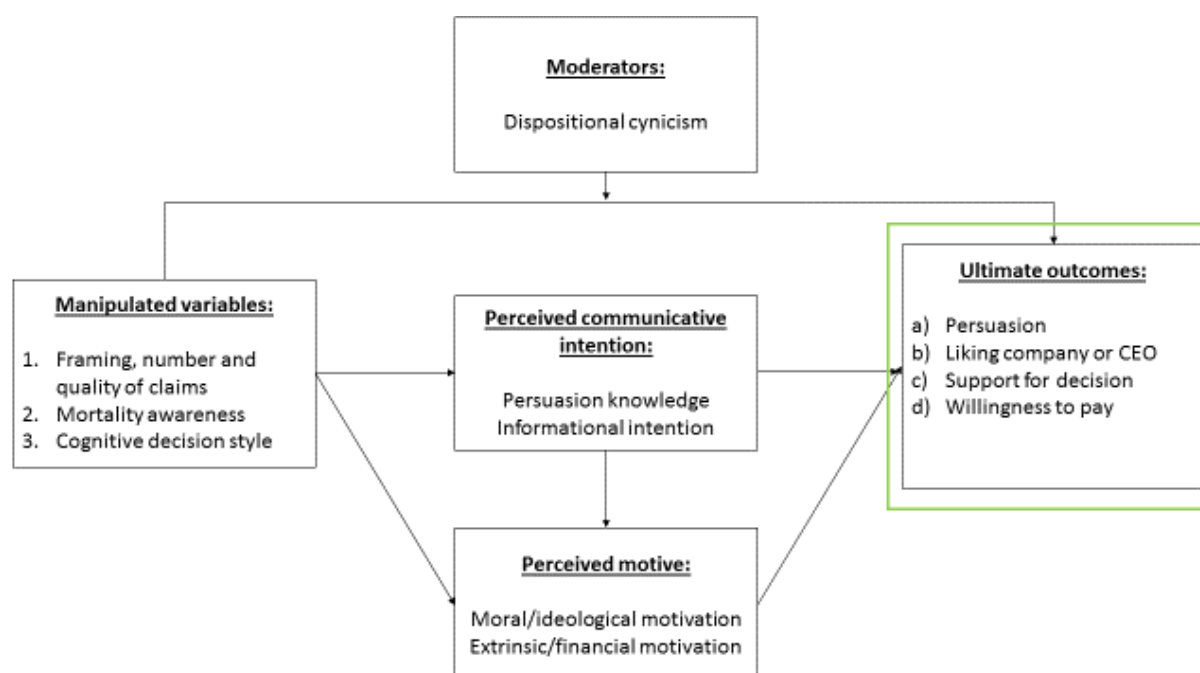 Moderators:
Dispositional cynicism
Manipulated variables:
1. Framing, number and
quality of claims
2. Mortality awareness
3. Cognitive decision style
Perceived communicative
intention:
Persuasion knowledge
Informational intention
Perceived motive:
Moral/ideological motivation
Extrinsic/financial motivation
Ultimate outcomes:
a) Persuasion
b) Liking company or CEO
c) Support for decision
d) Willingness to pay